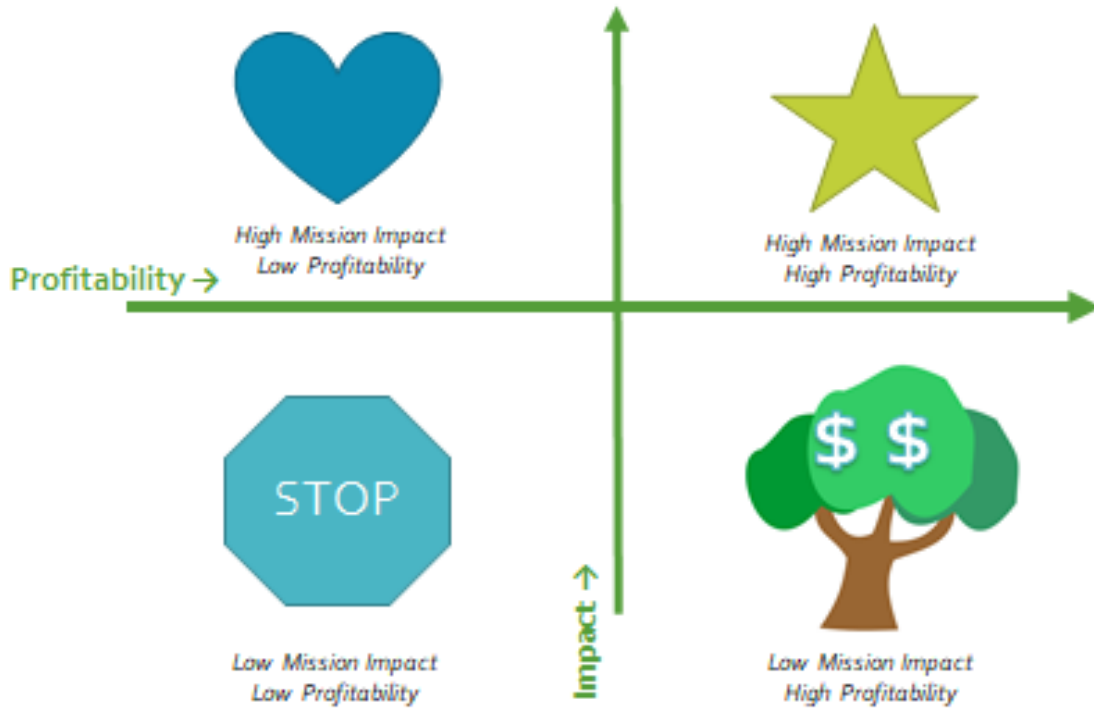 High Mission Impact
Low Profitability
High Mission Impact
High Profitability
Profitability →
STOP
$ $
Impact →
Low Mission Impact
Low Profitability
Low Mission Impact
High Profitability